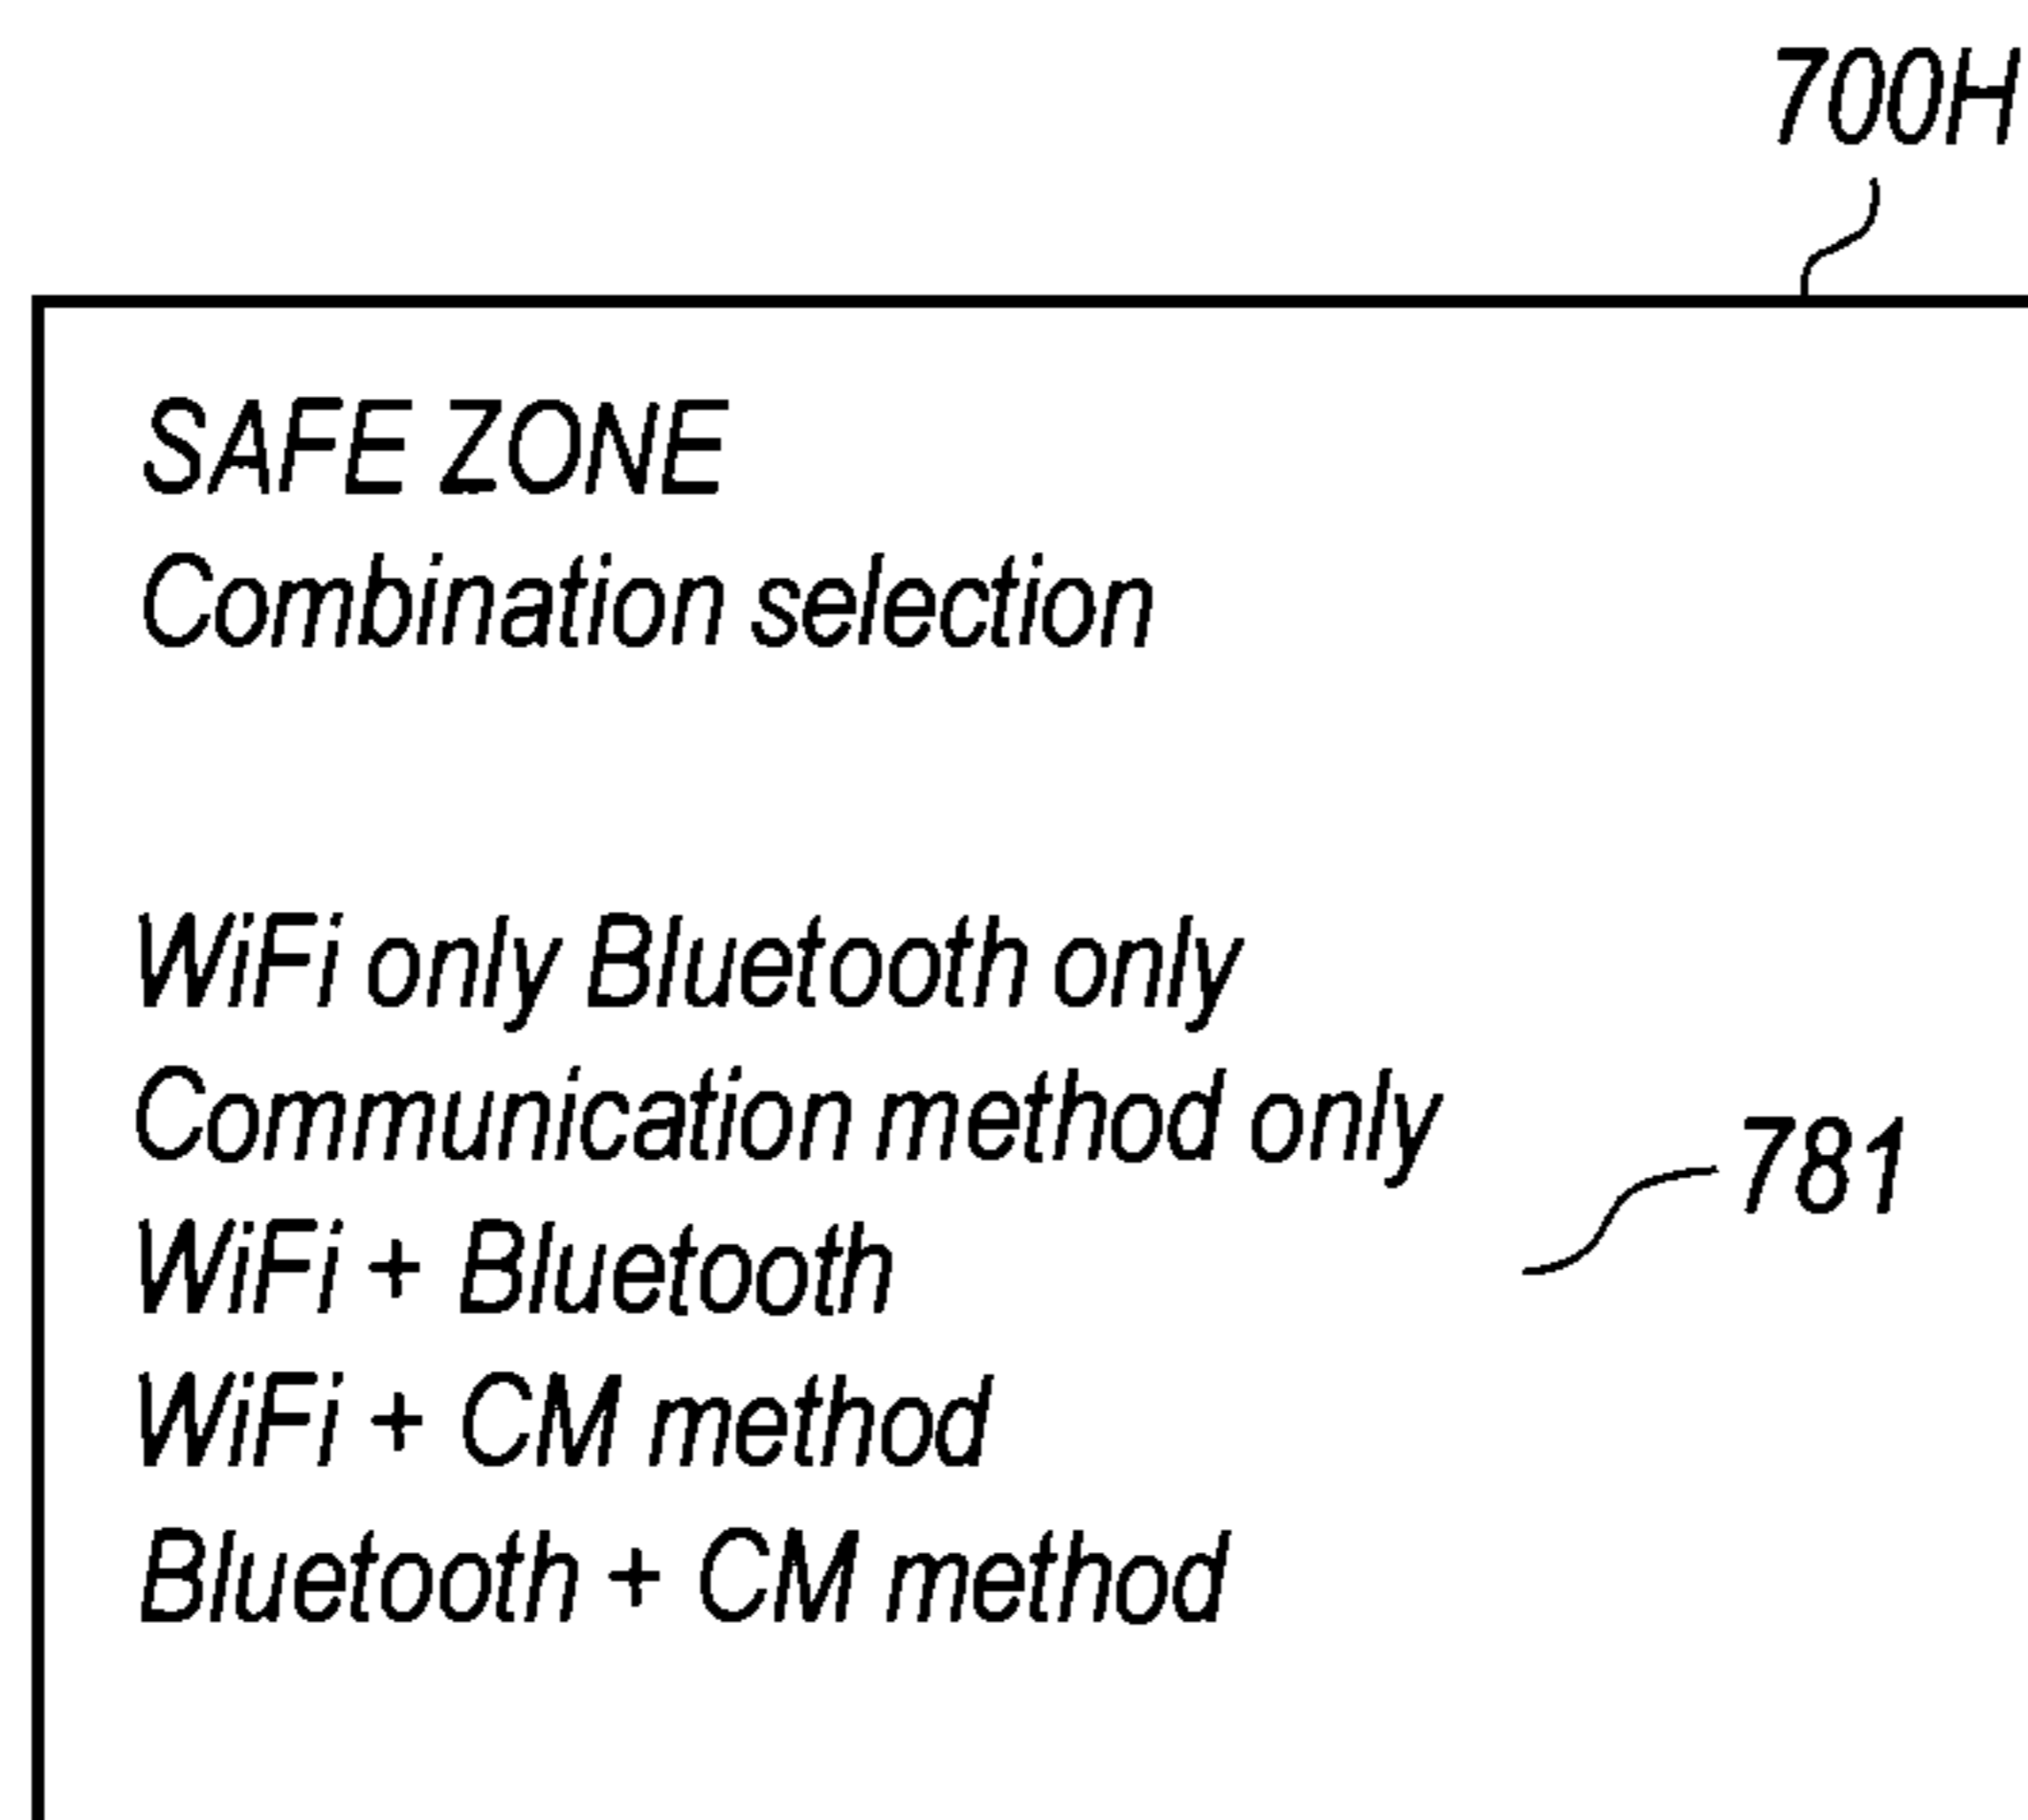 700H
SAFE ZONE
Combination selection
WiFi only Bluetooth only
Communication method only
781
WiFi + Bluetooth
WiFi + CM method
Bluetooth + CM method